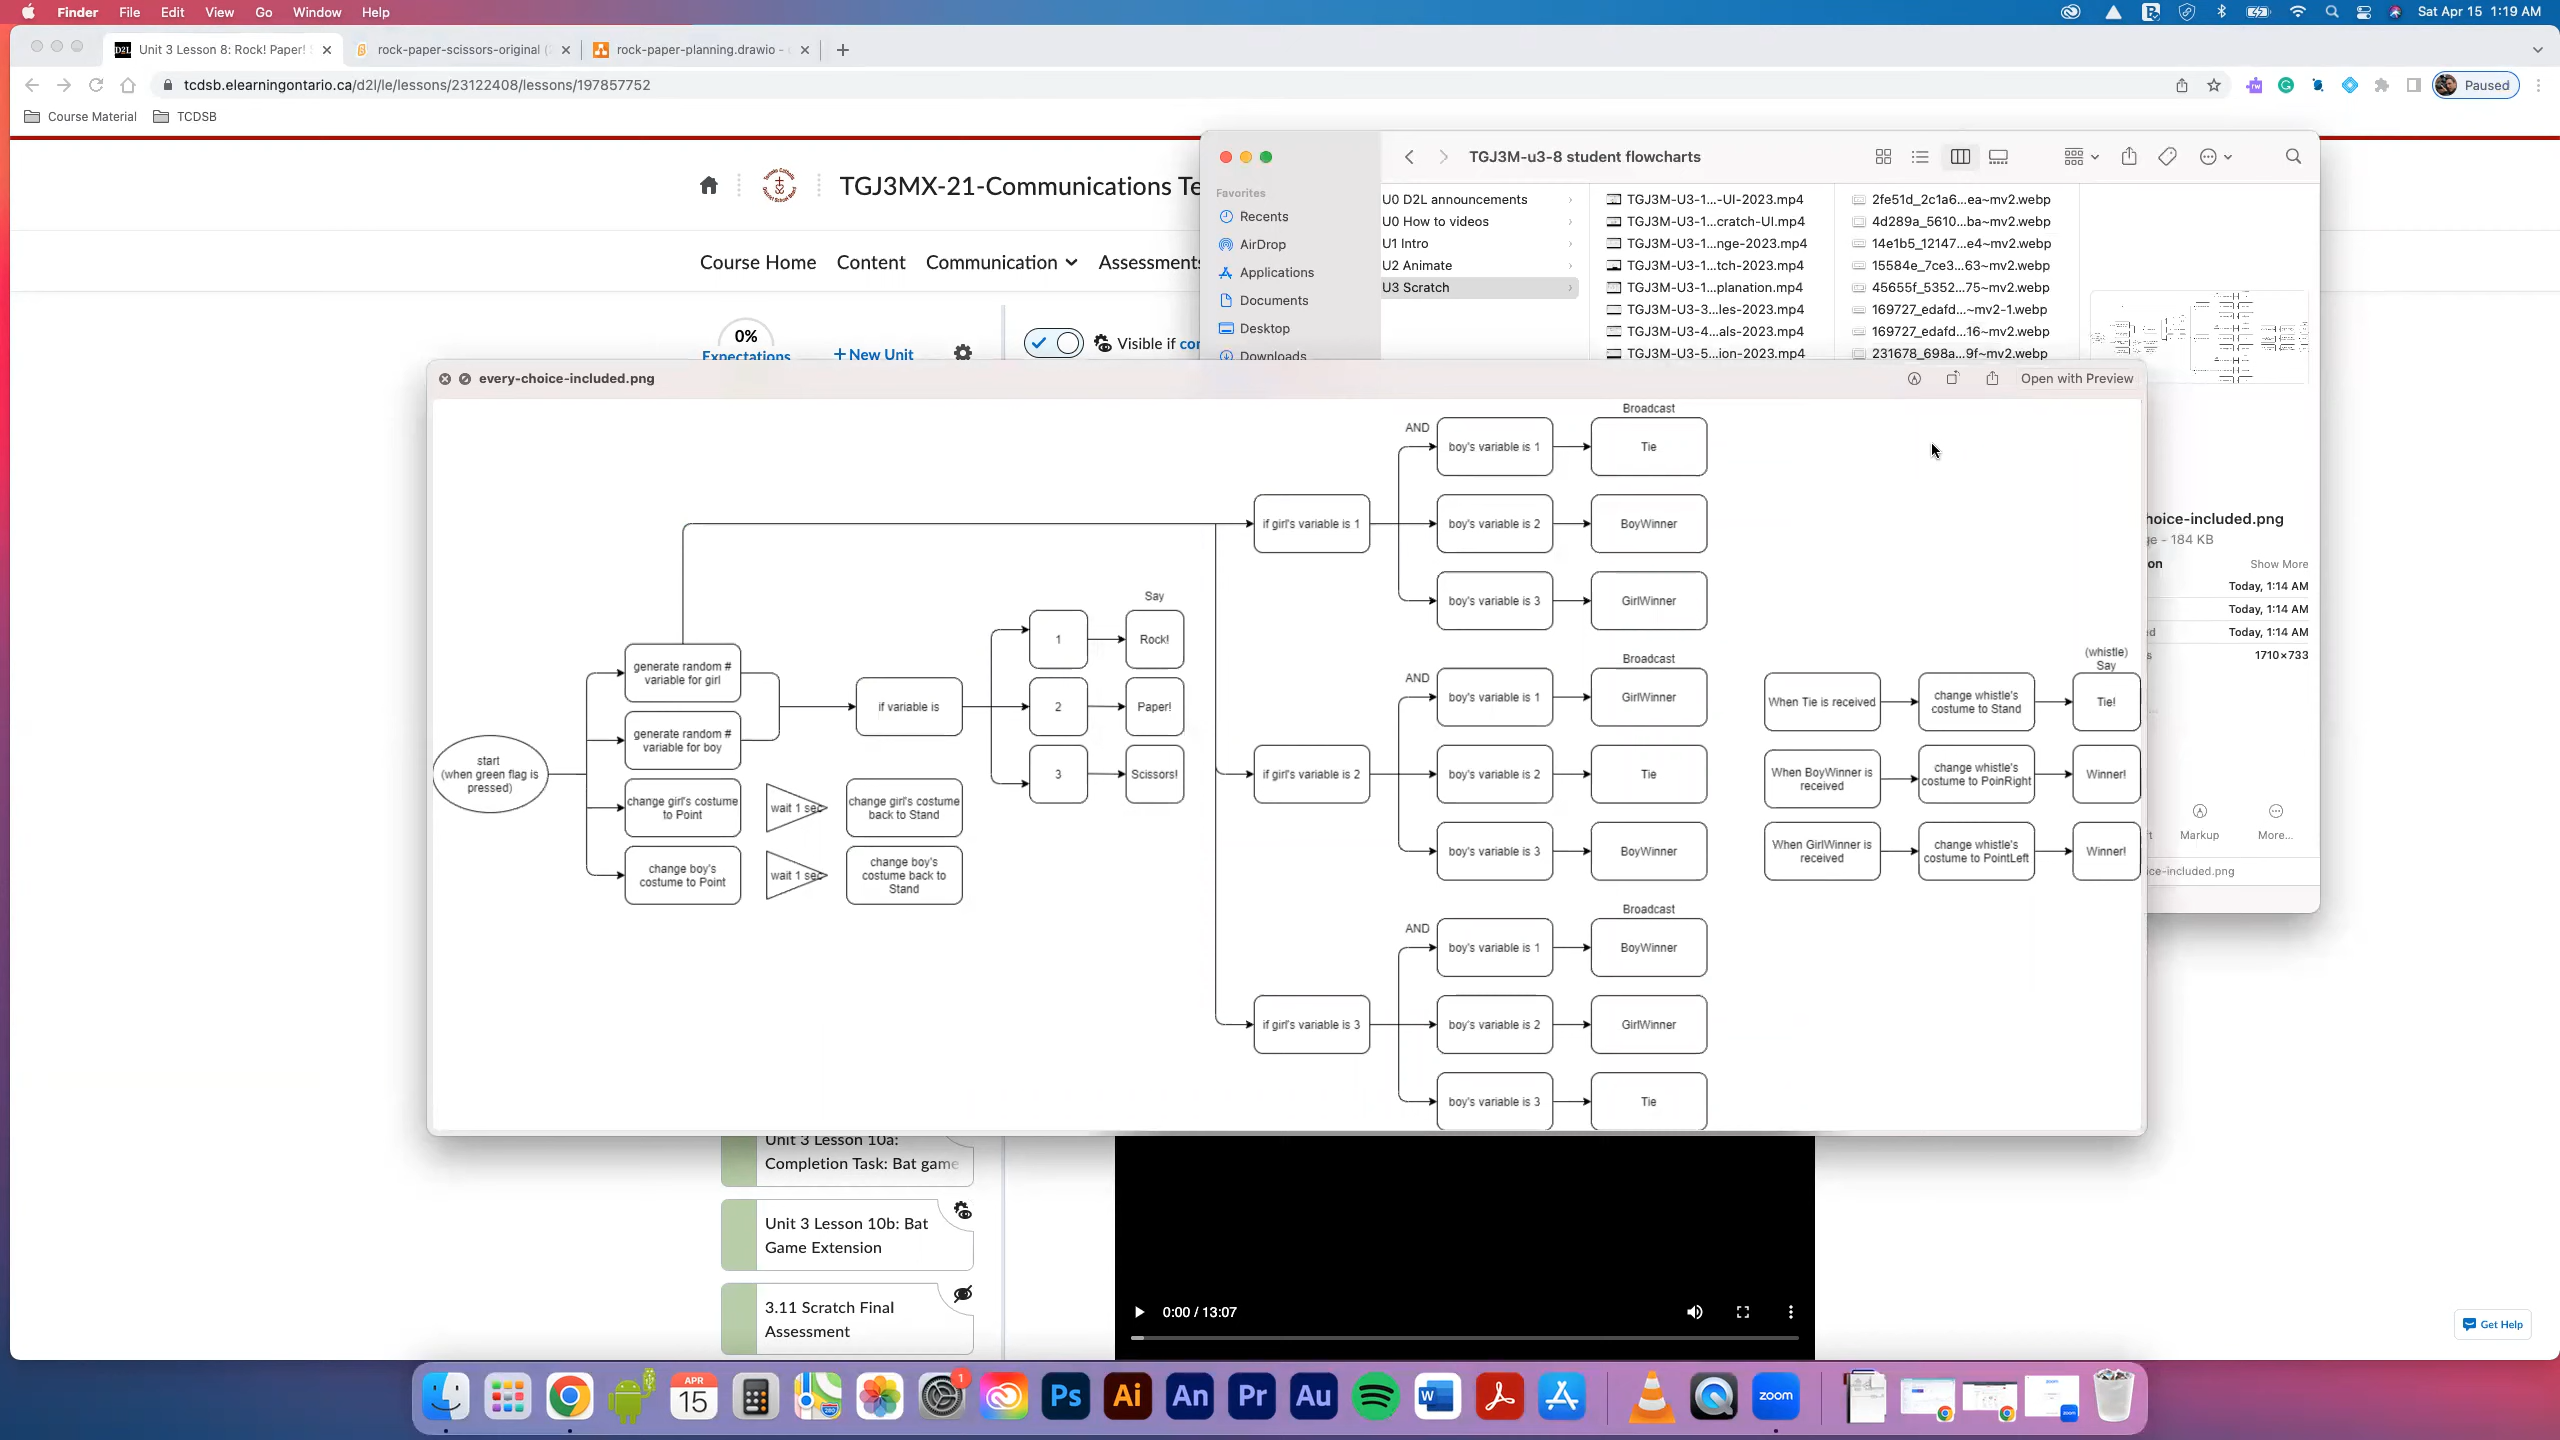 Finder File Edit View Go Window Help
Sat Apr 15 1:19 AM
Unit 3 Lesson 8: Rock! Paper!
rock-paper-scissors-original
rock-paper-planning.drawio -
tcdsb.elearningontario.ca/d2l/le/lessons/23122408/lessons/197857752
Paused
Course Material
TCDSB
TGJ3MX-21-Communications Te
Course Home Content Communication Assessments
0%
Expectations
+ New Unit
Visible if con
TGJ3M-u3-8 student flowcharts
Favorites
Recents
AirDrop
Applications
Documents
Desktop
Downloads
U0 D2L announcements
U0 How to videos
U1 Intro
U2 Animate
U3 Scratch
TGJ3M-U3-1...-UI-2023.mp4
TGJ3M-U3-1...cratch-UI.mp4
TGJ3M-U3-1...nge-2023.mp4
TGJ3M-U3-1...tch-2023.mp4
TGJ3M-U3-1...planation.mp4
TGJ3M-U3-3...les-2023.mp4
TGJ3M-U3-4...als-2023.mp4
TGJ3M-U3-5...ion-2023.mp4
2fe51d_2c1a6...ea~mv2.webp
4d289a_5610...ba~mv2.webp
14e1b5_12147...e4~mv2.webp
15584e_7ce3...63~mv2.webp
45655f_5352...75~mv2.webp
169727_edafd...~mv2-1.webp
169727_edafd...16~mv2.webp
231678_698a...9f~mv2.webp
every-choice-included.png
Open with Preview
start
(when green flag is
pressed)
generate random #
variable for girl
generate random #
variable for boy
change girl's costume
to Point
wait 1 sec
change girl's costume
back to Stand
change boy's
costume to Point
wait 1 sec
change boy's
costume back to
Stand
if variable is
Say
1
Rock!
2
Paper!
3
Scissors!
if girl's variable is 1
AND
Broadcast
boy's variable is 1
Tie
boy's variable is 2
BoyWinner
boy's variable is 3
GirlWinner
if girl's variable is 2
AND
Broadcast
boy's variable is 1
GirlWinner
boy's variable is 2
Tie
boy's variable is 3
BoyWinner
if girl's variable is 3
AND
Broadcast
boy's variable is 1
BoyWinner
boy's variable is 2
GirlWinner
boy's variable is 3
Tie
(whistle)
Say
When Tie is received
change whistle's
costume to Stand
Tie!
When BoyWinner is
received
change whistle's
costume to PoinRight
Winner!
When GirlWinner is
received
change whistle's
costume to PointLeft
Winner!
hoice-included.png
ge - 184 KB
on
Show More
Today, 1:14 AM
Today, 1:14 AM
Today, 1:14 AM
1710×733
Markup
More...
ce-included.png
Unit 3 Lesson 10a:
Completion Task: Bat game
Unit 3 Lesson 10b: Bat
Game Extension
3.11 Scratch Final
Assessment
0:00 / 13:07
Get Help
APR
15
1
Ps
Ai
An
Pr
Au
W
zoom